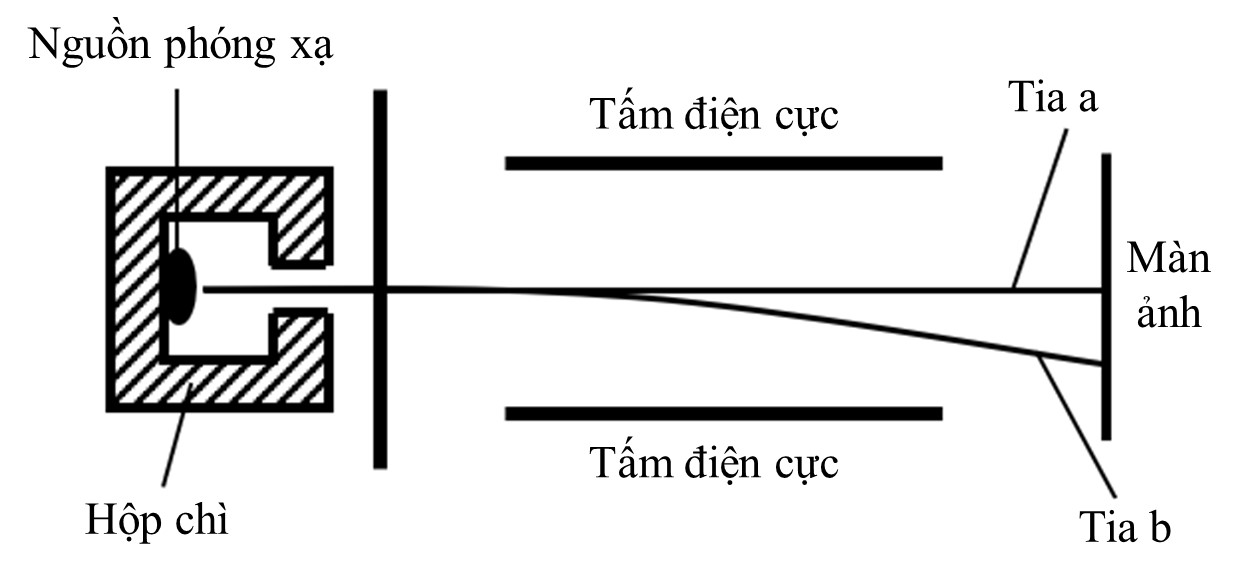 Nguồn phóng xạ
Tấm điện cực
Tia a
Màn
ảnh
Tấm điện cực
Hộp chì
Tia b